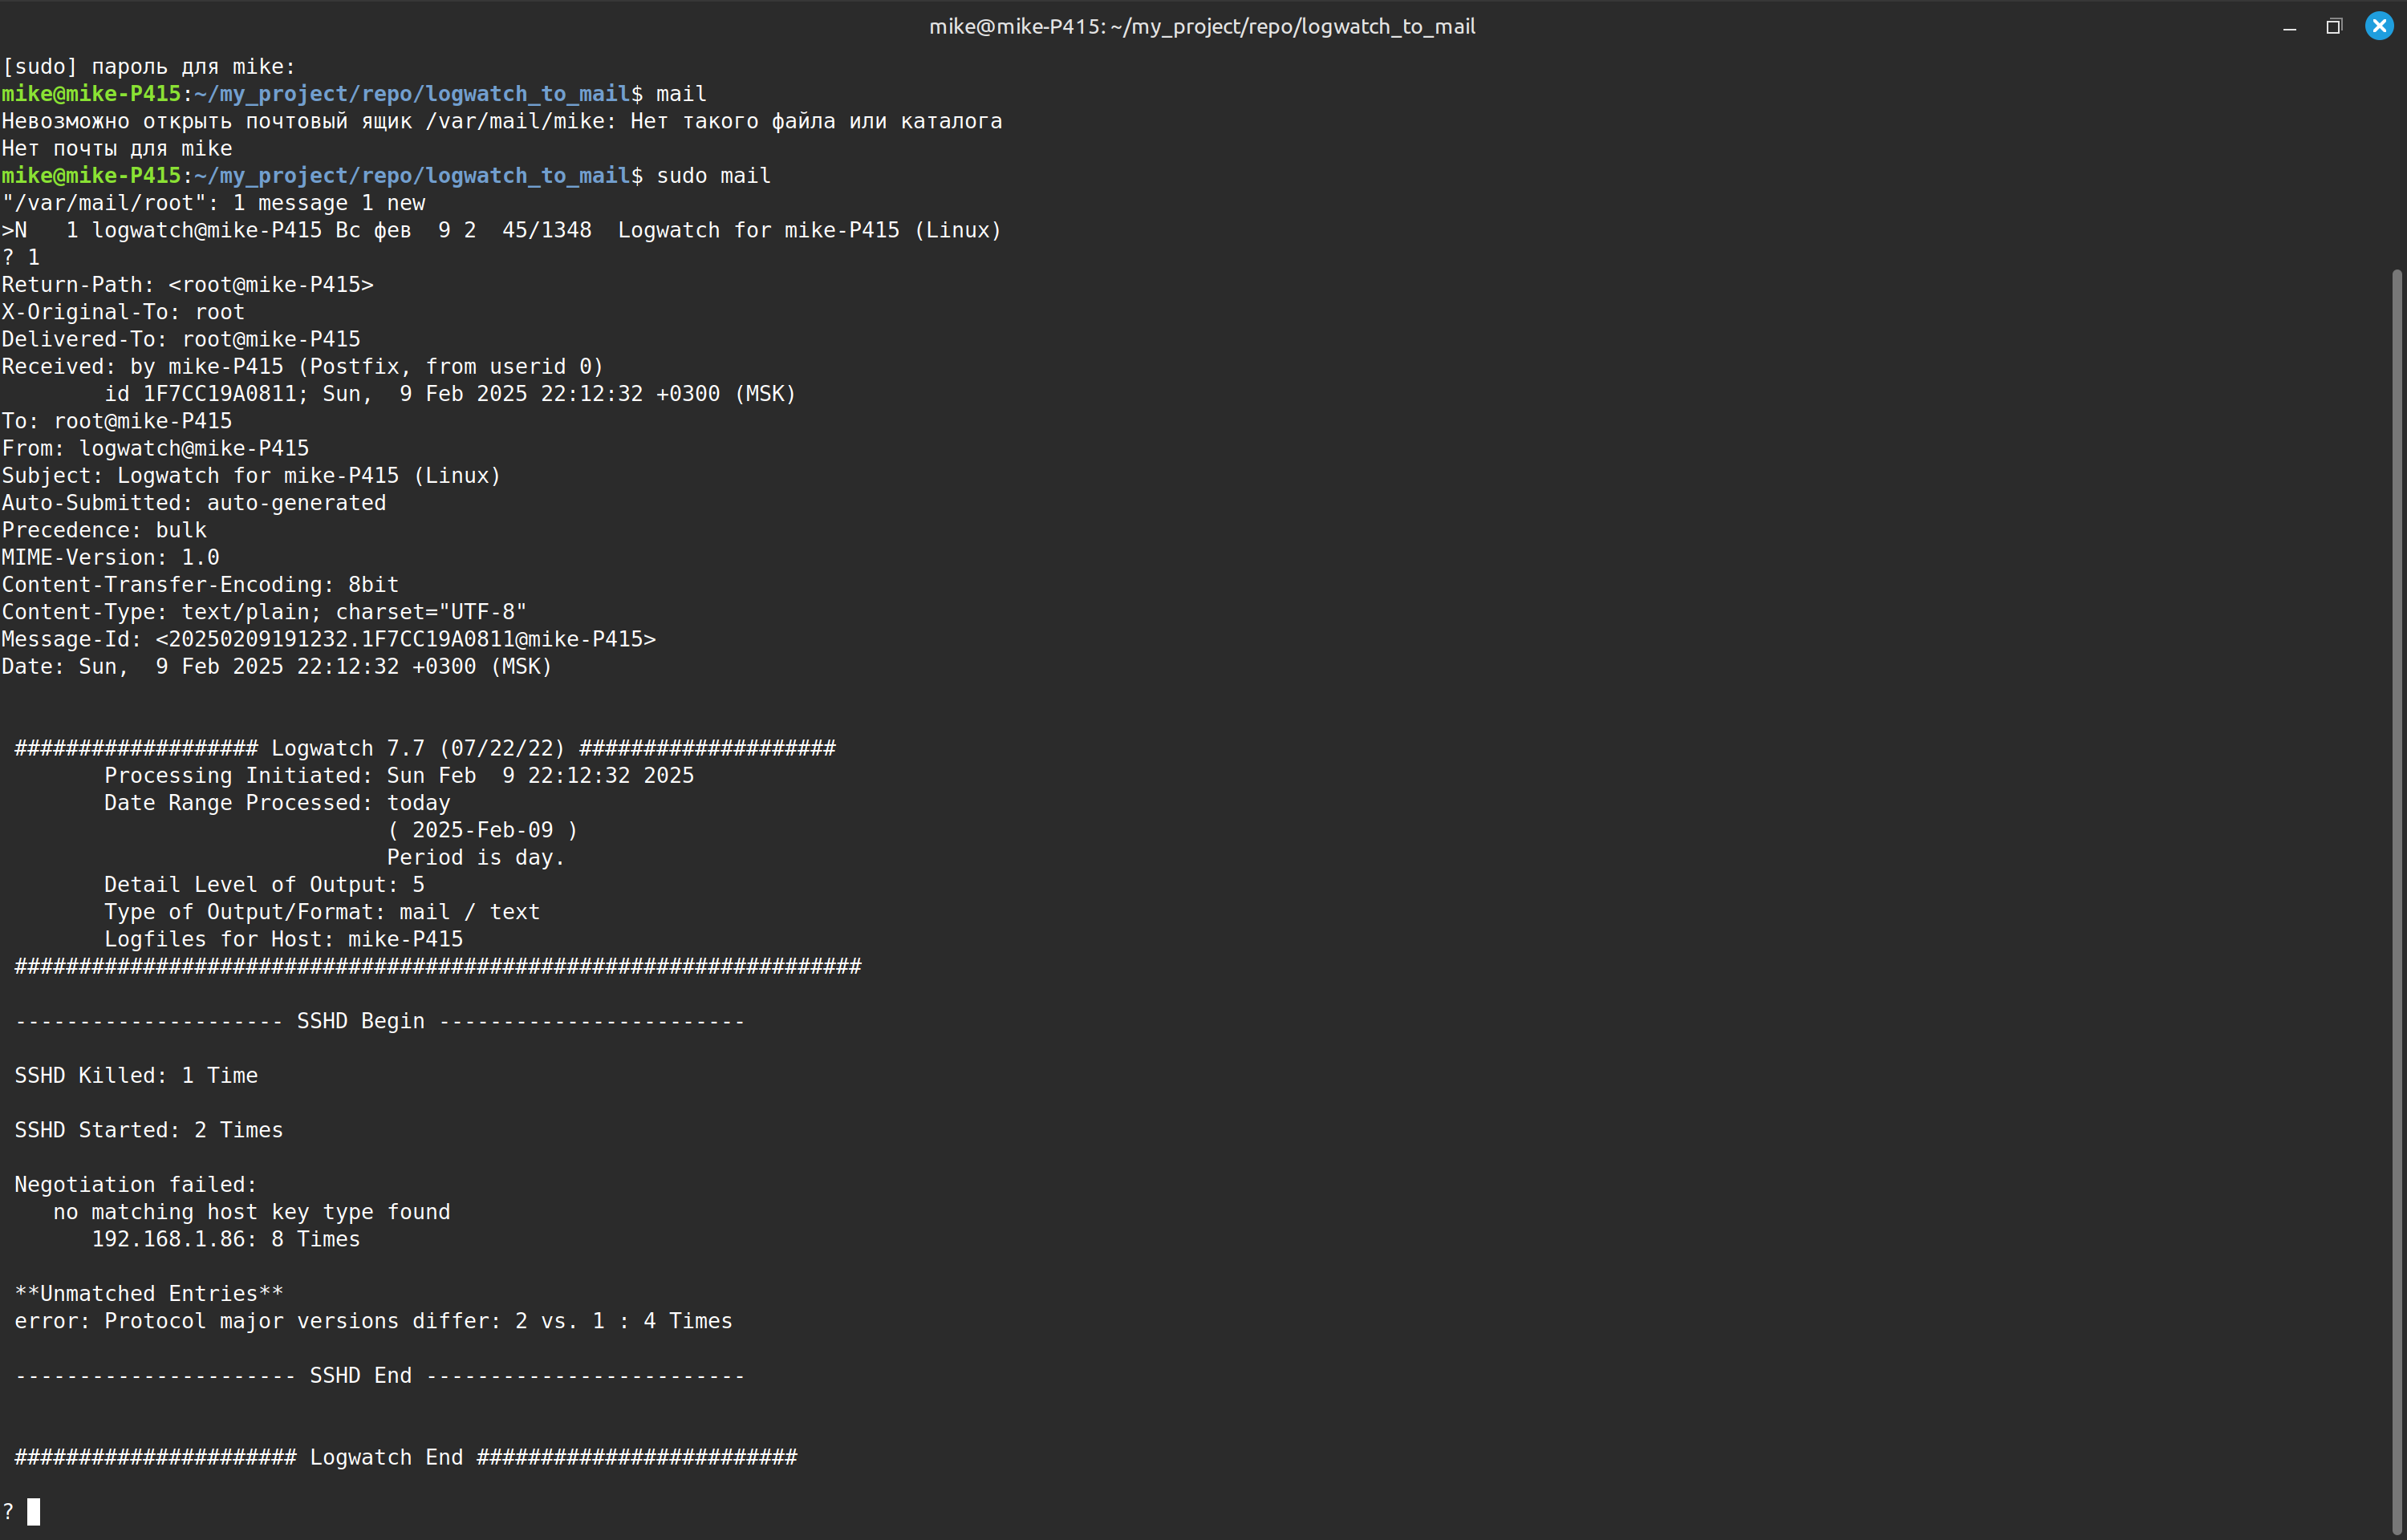 mike@mike-P415: ~/my_project/repo/logwatch_to_mail
[sudo] пароль для mike:
mike@mike-P415:~/my_project/repo/logwatch_to_mail$ mail
Невозможно открыть почтовый ящик /var/mail/mike: Нет такого файла или каталога
Нет почты для mike
mike@mike-P415:~/my_project/repo/logwatch_to_mail$ sudo mail
"/var/mail/root": 1 message 1 new
>N   1 logwatch@mike-P415 Вс фев  9 2  45/1348  Logwatch for mike-P415 (Linux)
? 1
Return-Path: <root@mike-P415>
X-Original-To: root
Delivered-To: root@mike-P415
Received: by mike-P415 (Postfix, from userid 0)
        id 1F7CC19A0811; Sun,  9 Feb 2025 22:12:32 +0300 (MSK)
To: root@mike-P415
From: logwatch@mike-P415
Subject: Logwatch for mike-P415 (Linux)
Auto-Submitted: auto-generated
Precedence: bulk
MIME-Version: 1.0
Content-Transfer-Encoding: 8bit
Content-Type: text/plain; charset="UTF-8"
Message-Id: <20250209191232.1F7CC19A0811@mike-P415>
Date: Sun,  9 Feb 2025 22:12:32 +0300 (MSK)
 ################### Logwatch 7.7 (07/22/22) ####################
        Processing Initiated: Sun Feb  9 22:12:32 2025
        Date Range Processed: today
                              ( 2025-Feb-09 )
                              Period is day.
        Detail Level of Output: 5
        Type of Output/Format: mail / text
        Logfiles for Host: mike-P415
 ##################################################################
 --------------------- SSHD Begin ------------------------
 SSHD Killed: 1 Time
 SSHD Started: 2 Times
 Negotiation failed:
    no matching host key type found
       192.168.1.86: 8 Times
 **Unmatched Entries**
 error: Protocol major versions differ: 2 vs. 1 : 4 Times
 ---------------------- SSHD End -------------------------
 ###################### Logwatch End #########################
?